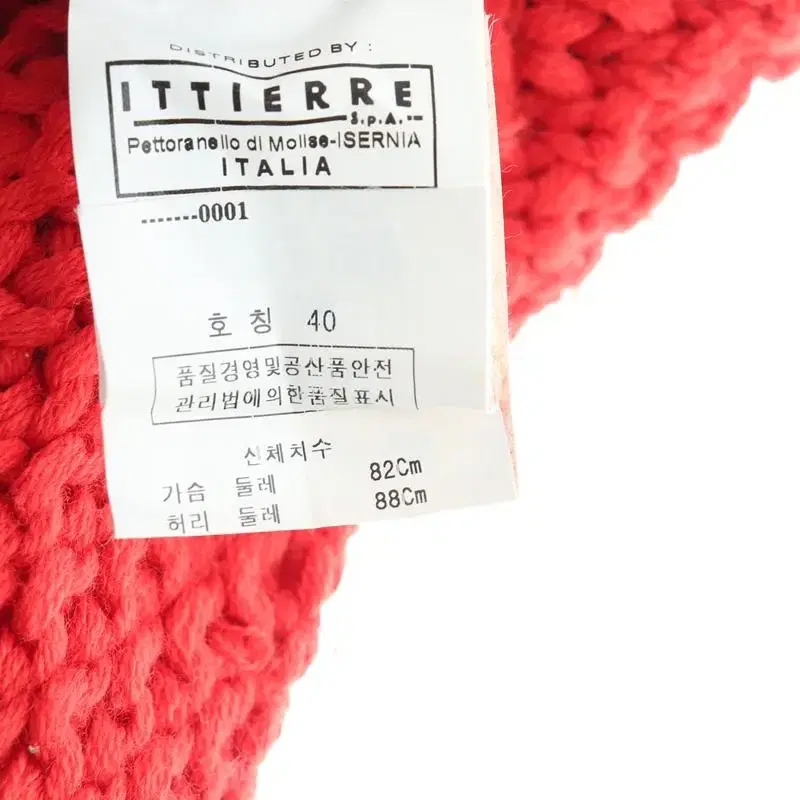 DISTRIBUTED BY :
ITTIERRE
S.p.A.
Pettoranello di Molise-ISERNIA
ITALIA
-------0001
호 칭 40
품질경영및공산품안전
관리법에의한품질표시
신체치수
가슴 둘레 82Cm
허리 둘레 88Cm